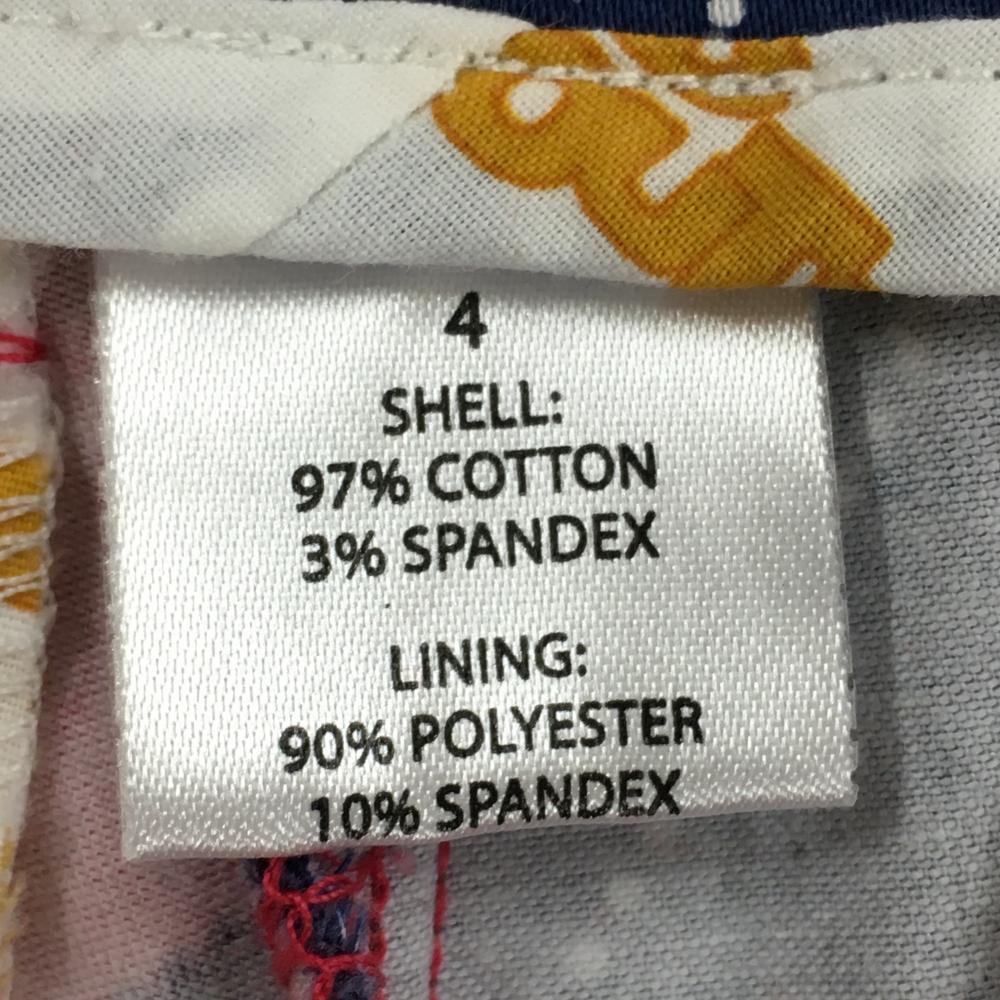 4
SHELL:
97% COTTON
3% SPANDEX
LINING:
90% POLYESTER
10% SPANDEX